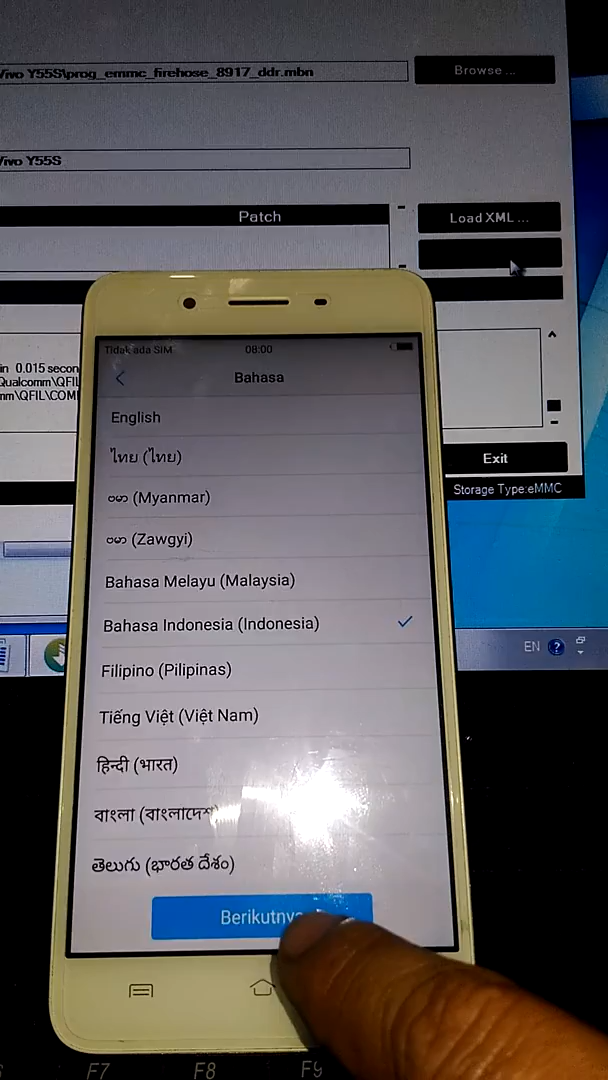 Vivo Y55S\prog_emmc_firehose_8917_ddr.mbn
Browse ...
Vivo Y55S
Patch
Load XML ...
in 0.015 secon
Qualcomm\QFIL
mm\QFIL\COM
Exit
Storage Type:eMMC
EN
Tidak ada SIM
08:00
Bahasa
English
ไทย (ไทย)
ဗမာ (Myanmar)
ဗမာ (Zawgyi)
Bahasa Melayu (Malaysia)
Bahasa Indonesia (Indonesia)
Filipino (Pilipinas)
Tiếng Việt (Việt Nam)
हिन्दी (भारत)
বাংলা (বাংলাদেশ)
తెలుగు (భారత దేశం)
Berikutnya
F7
F8
F9